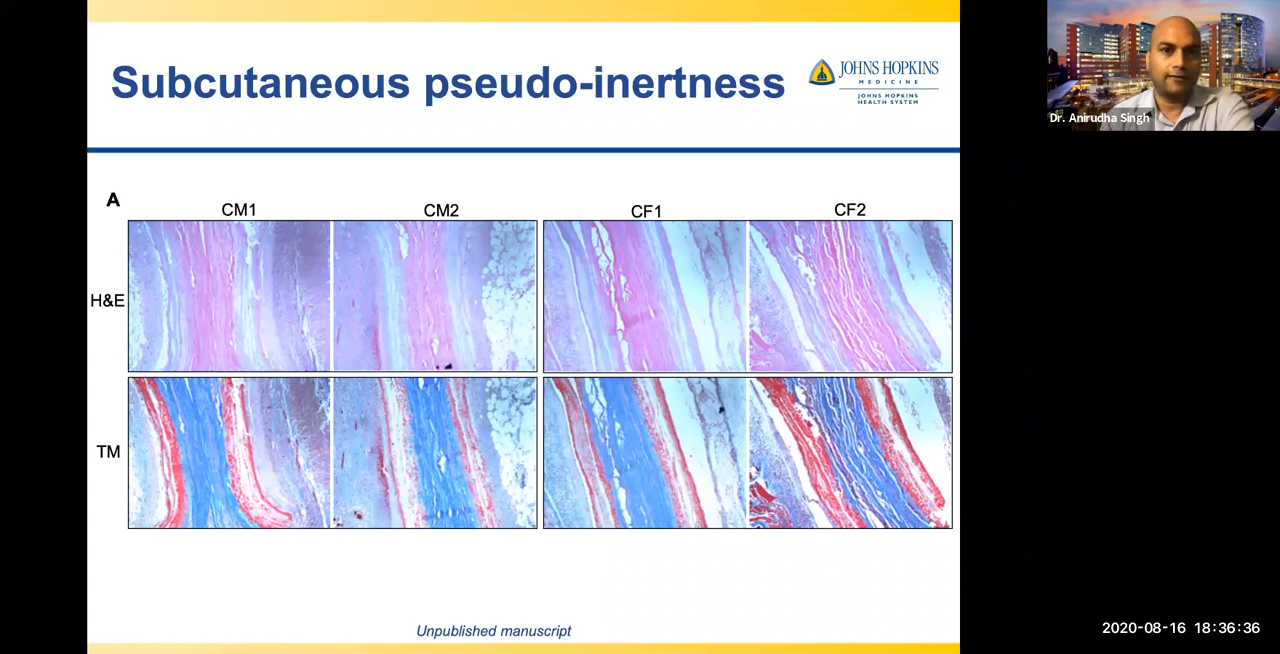 Subcutaneous pseudo-inertness
JOHNS HOPKINS
MEDICINE
JOHNS HOPKINS
HEALTH SYSTEM
Dr. Anirudha Singh
A
CM1 CM2 CF1 CF2
H&E
TM
Unpublished manuscript
2020-08-16 18:36:36